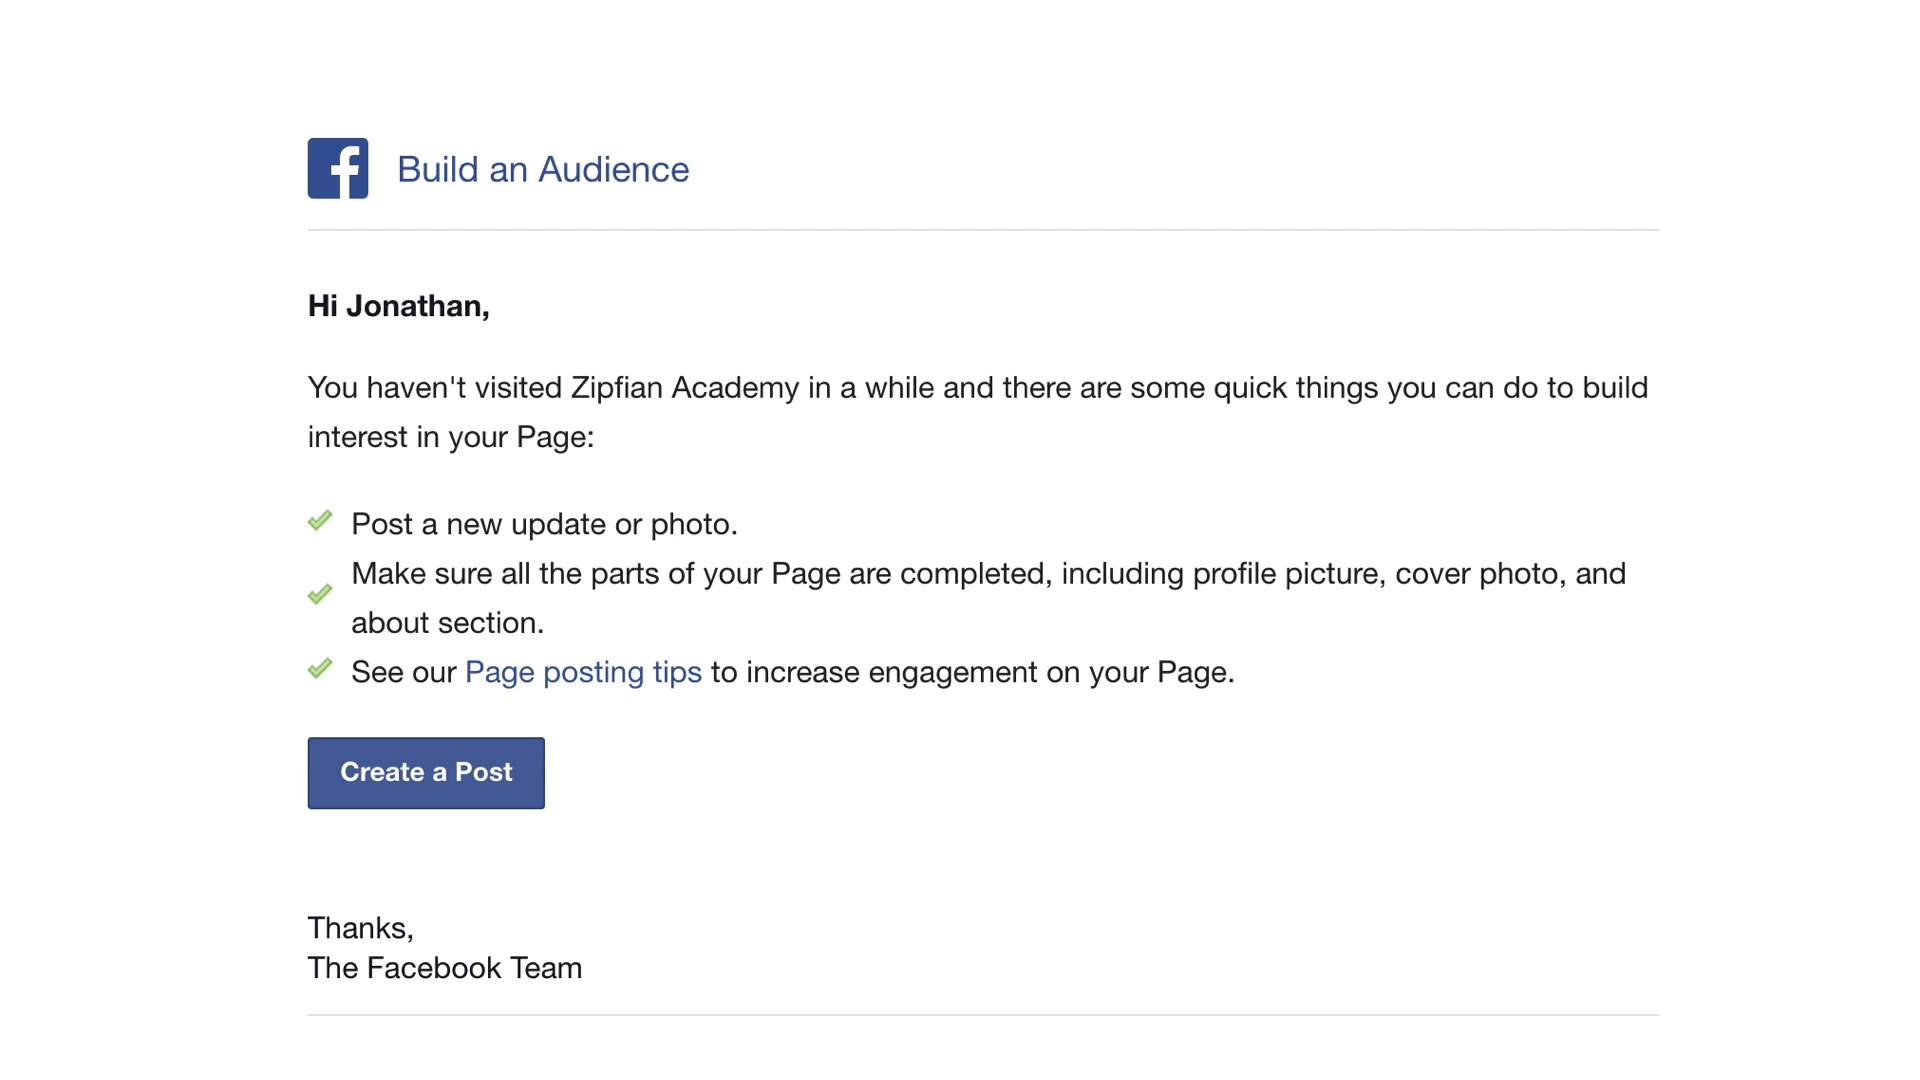 Build an Audience
Hi Jonathan,
You haven't visited Zipfian Academy in a while and there are some quick things you can do to build
interest in your Page:
Post a new update or photo.
Make sure all the parts of your Page are completed, including profile picture, cover photo, and
about section.
See our Page posting tips to increase engagement on your Page.
Create a Post
Thanks,
The Facebook Team